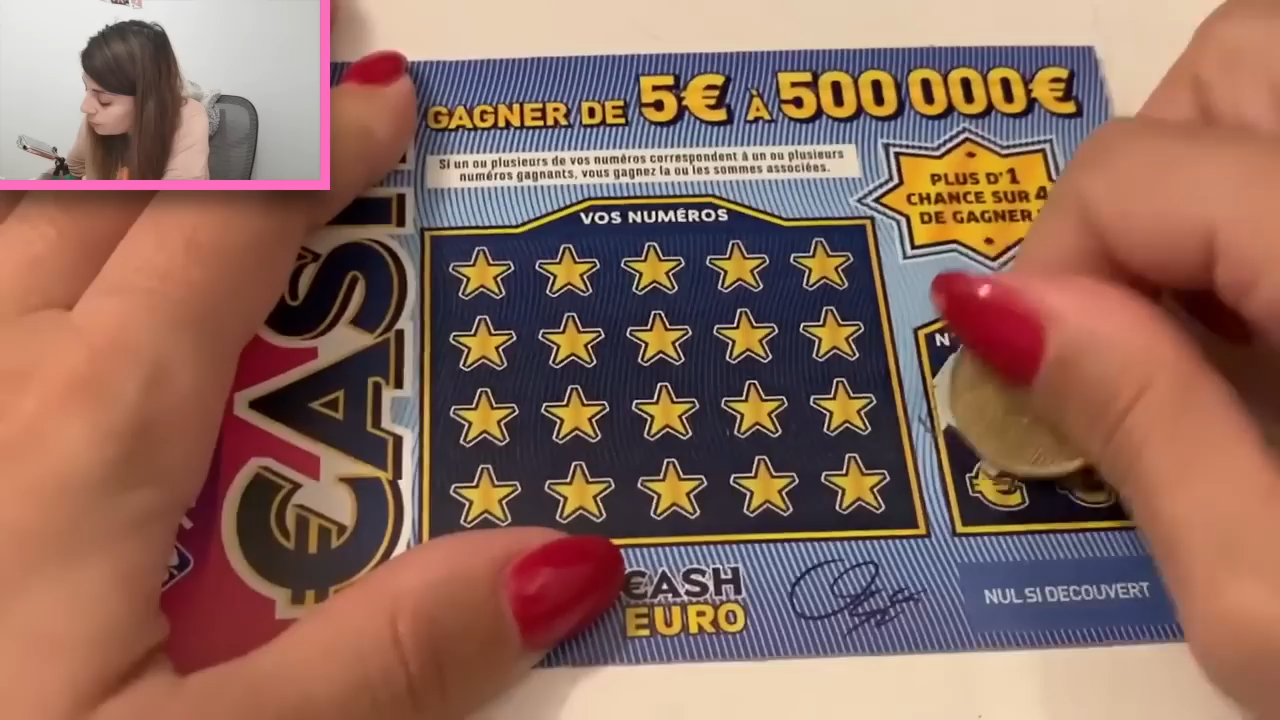 GAGNER DE 5€ À 500 000€
Si un ou plusieurs de vos numéros correspondent à un ou plusieurs
numéros gagnants, vous gagnez la ou les sommes associées.
PLUS D'1
CHANCE SUR 4
DE GAGNER
VOS NUMÉROS
€ASH
€ASH
EURO
NUL SI DECOUVERT